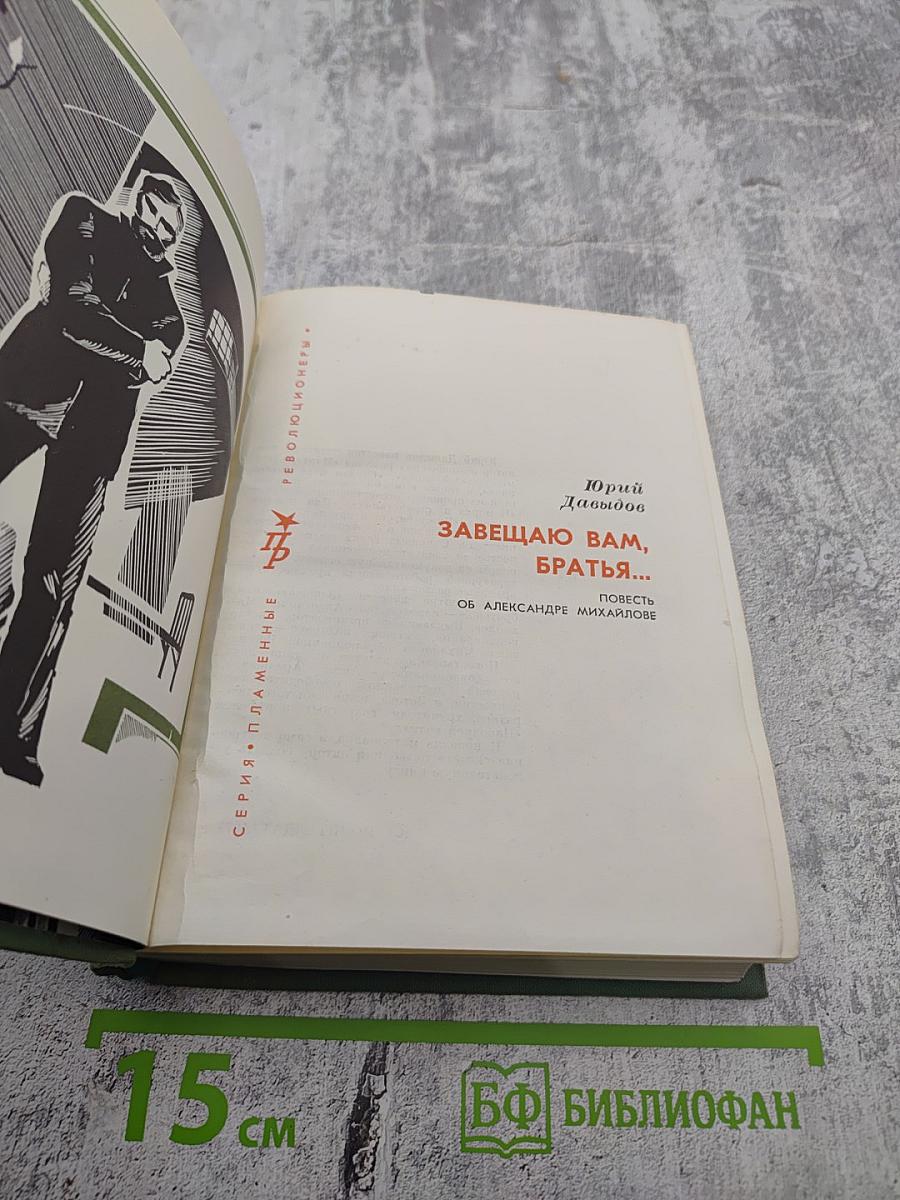 СЕРИЯ • ПЛАМЕННЫЕ
ПР
РЕВОЛЮЦИОНЕРЫ •
Юрий
Давыдов
ЗАВЕЩАЮ ВАМ,
БРАТЬЯ...
ПОВЕСТЬ
ОБ АЛЕКСАНДРЕ МИХАЙЛОВЕ
15 см
БФ БИБЛИОФАН